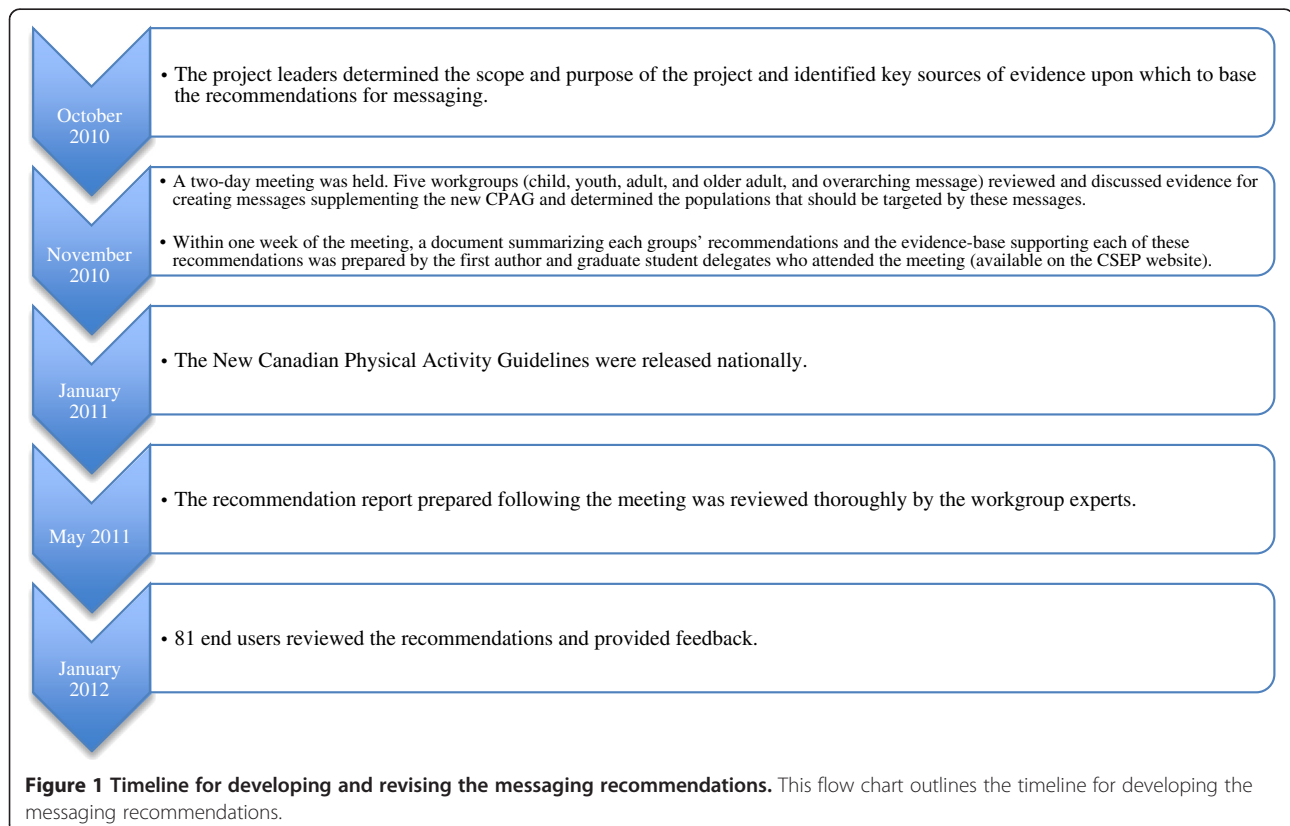 October
2010
• The project leaders determined the scope and purpose of the project and identified key sources of evidence upon which to base
the recommendations for messaging.
November
2010
• A two-day meeting was held. Five workgroups (child, youth, adult, and older adult, and overarching message) reviewed and discussed evidence for
creating messages supplementing the new CPAG and determined the populations that should be targeted by these messages.
• Within one week of the meeting, a document summarizing each groups' recommendations and the evidence-base supporting each of these
recommendations was prepared by the first author and graduate student delegates who attended the meeting (available on the CSEP website).
January
2011
• The New Canadian Physical Activity Guidelines were released nationally.
May 2011
• The recommendation report prepared following the meeting was reviewed thoroughly by the workgroup experts.
January
2012
• 81 end users reviewed the recommendations and provided feedback.
Figure 1 Timeline for developing and revising the messaging recommendations. This flow chart outlines the timeline for developing the
messaging recommendations.